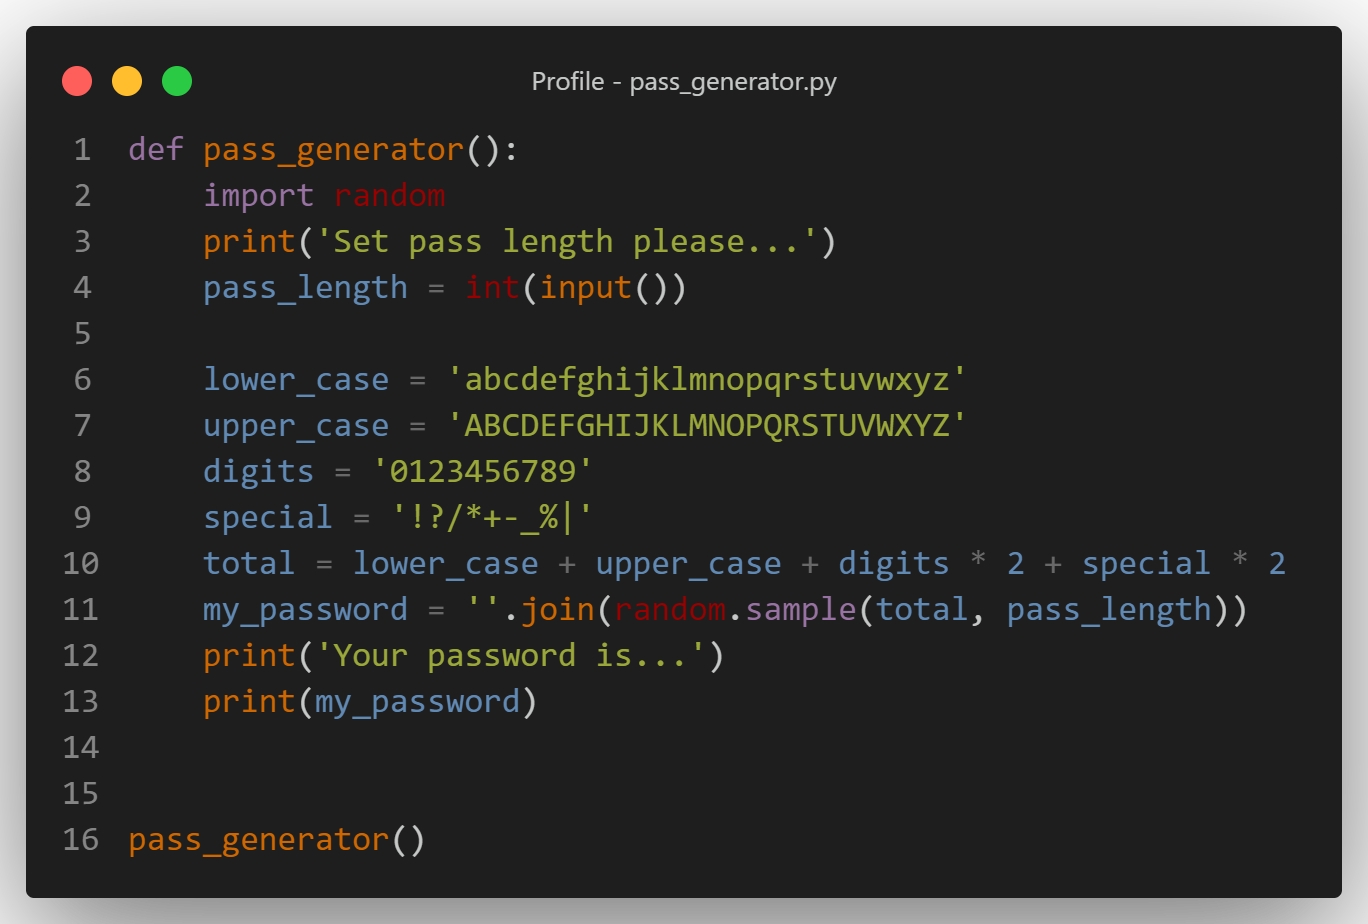 Profile - pass_generator.py
1 def pass_generator():
2     import random
3     print('Set pass length please...')
4     pass_length = int(input())
5
6     lower_case = 'abcdefghijklmnopqrstuvwxyz'
7     upper_case = 'ABCDEFGHIJKLMNOPQRSTUVWXYZ'
8     digits = '0123456789'
9     special = '!?/*+-_%|'
10     total = lower_case + upper_case + digits * 2 + special * 2
11     my_password = ''.join(random.sample(total, pass_length))
12     print('Your password is...')
13     print(my_password)
14
15
16 pass_generator()